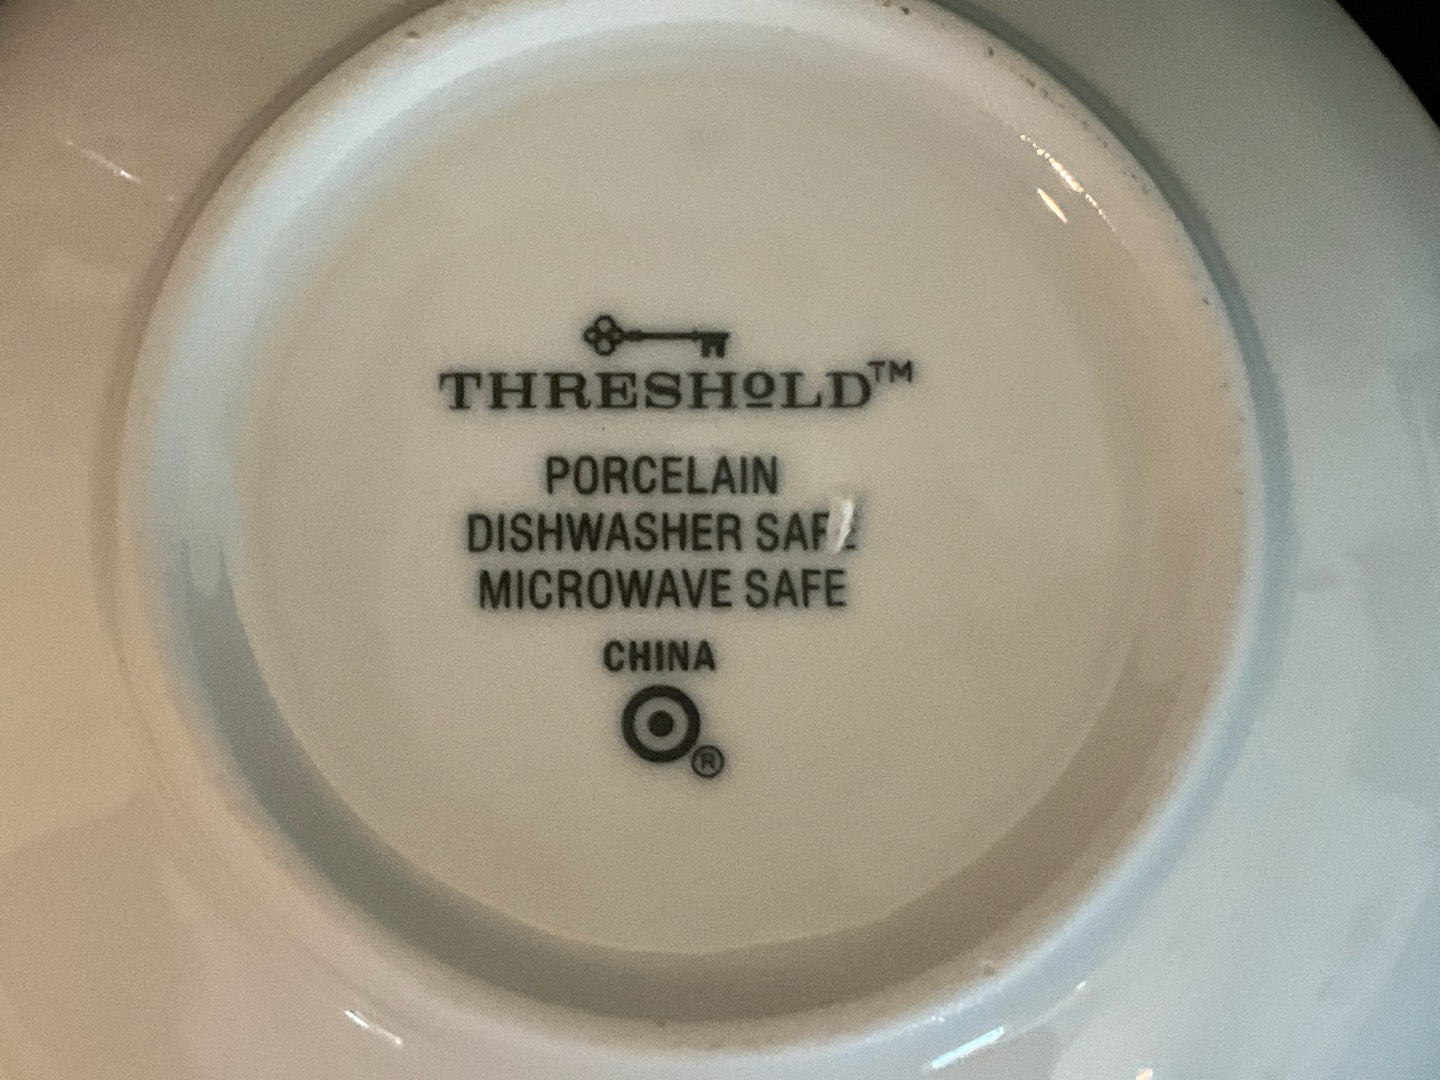 THRESHOLD™
PORCELAIN
DISHWASHER SAFE
MICROWAVE SAFE
CHINA
®